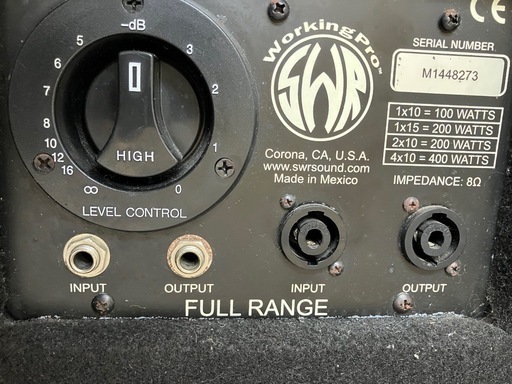 -dB
5
3
7
2
8
10
12
16
1
∞
0
HIGH
LEVEL CONTROL
WorkingPro™
SWR
Corona, CA, U.S.A.
www.swrsound.com
Made in Mexico
CE
SERIAL NUMBER
M1448273
1x10 = 100 WATTS
1x15 = 200 WATTS
2x10 = 200 WATTS
4x10 = 400 WATTS
IMPEDANCE: 8Ω
INPUT
OUTPUT
INPUT
OUTPUT
FULL RANGE